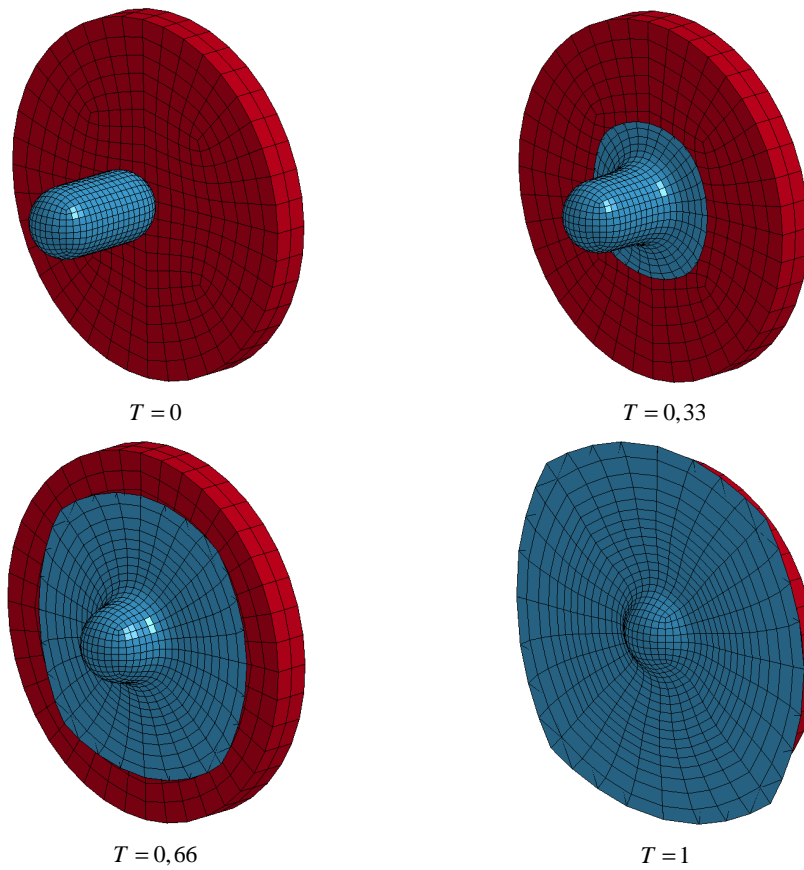 T = 0
T = 0,33
T = 0,66
T = 1